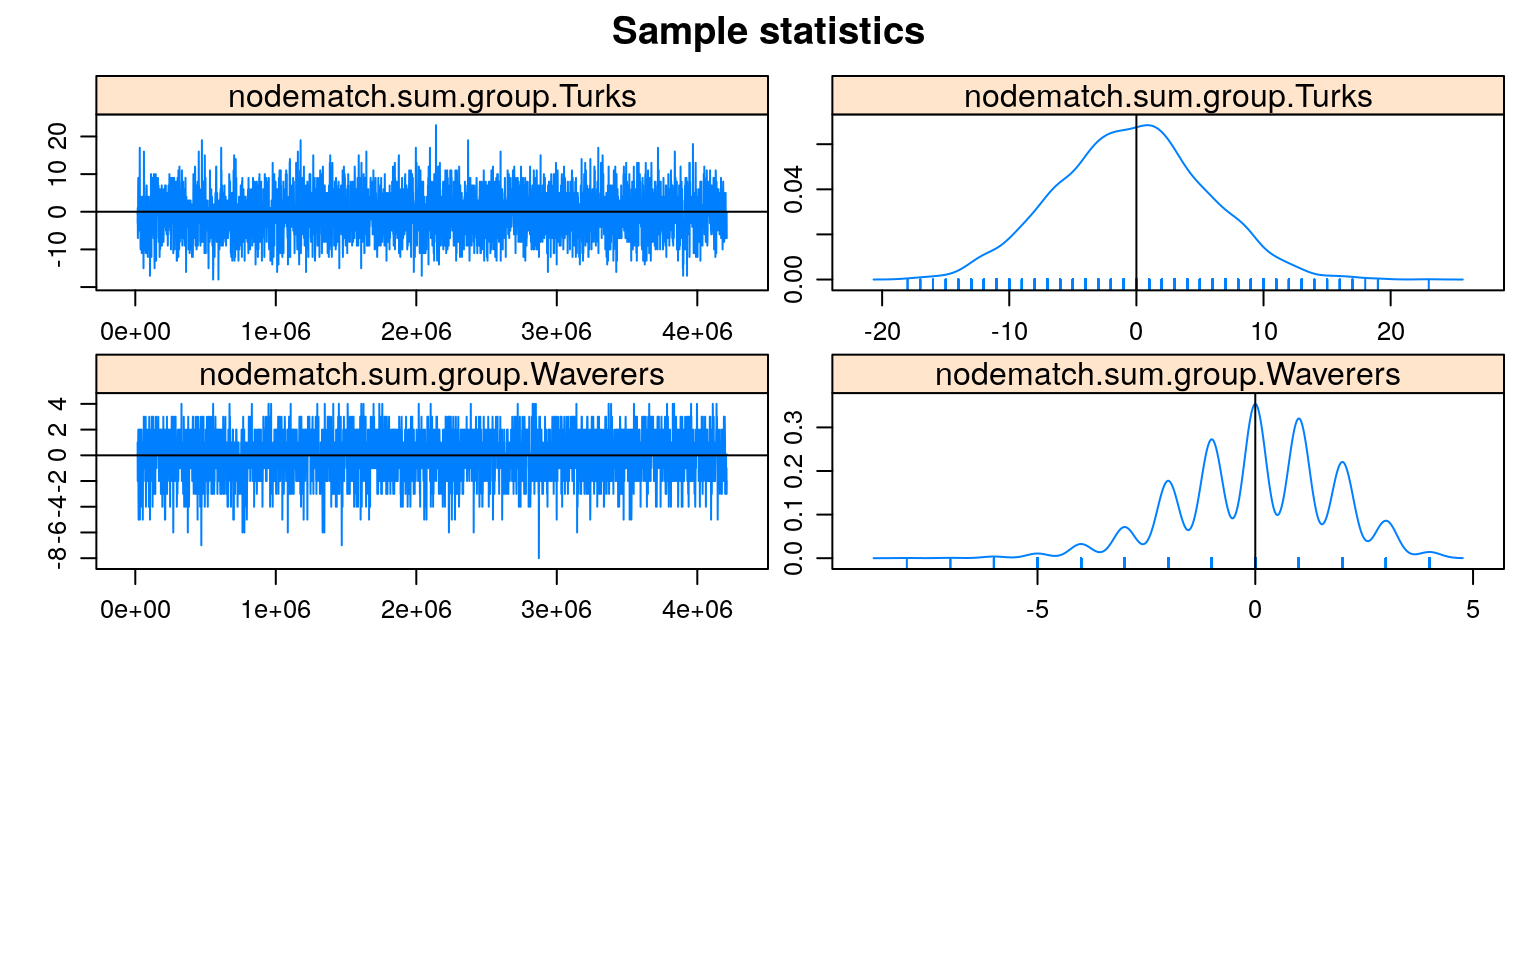 Sample statistics
nodematch.sum.group.Turks
nodematch.sum.group.Turks
-10 0 10 20
0.00 0.04
0e+00 1e+06 2e+06 3e+06 4e+06
-20 -10 0 10 20
nodematch.sum.group.Waverers
nodematch.sum.group.Waverers
-8 -6 -4 -2 0 2 4
0.0 0.1 0.2 0.3
0e+00 1e+06 2e+06 3e+06 4e+06
-5 0 5